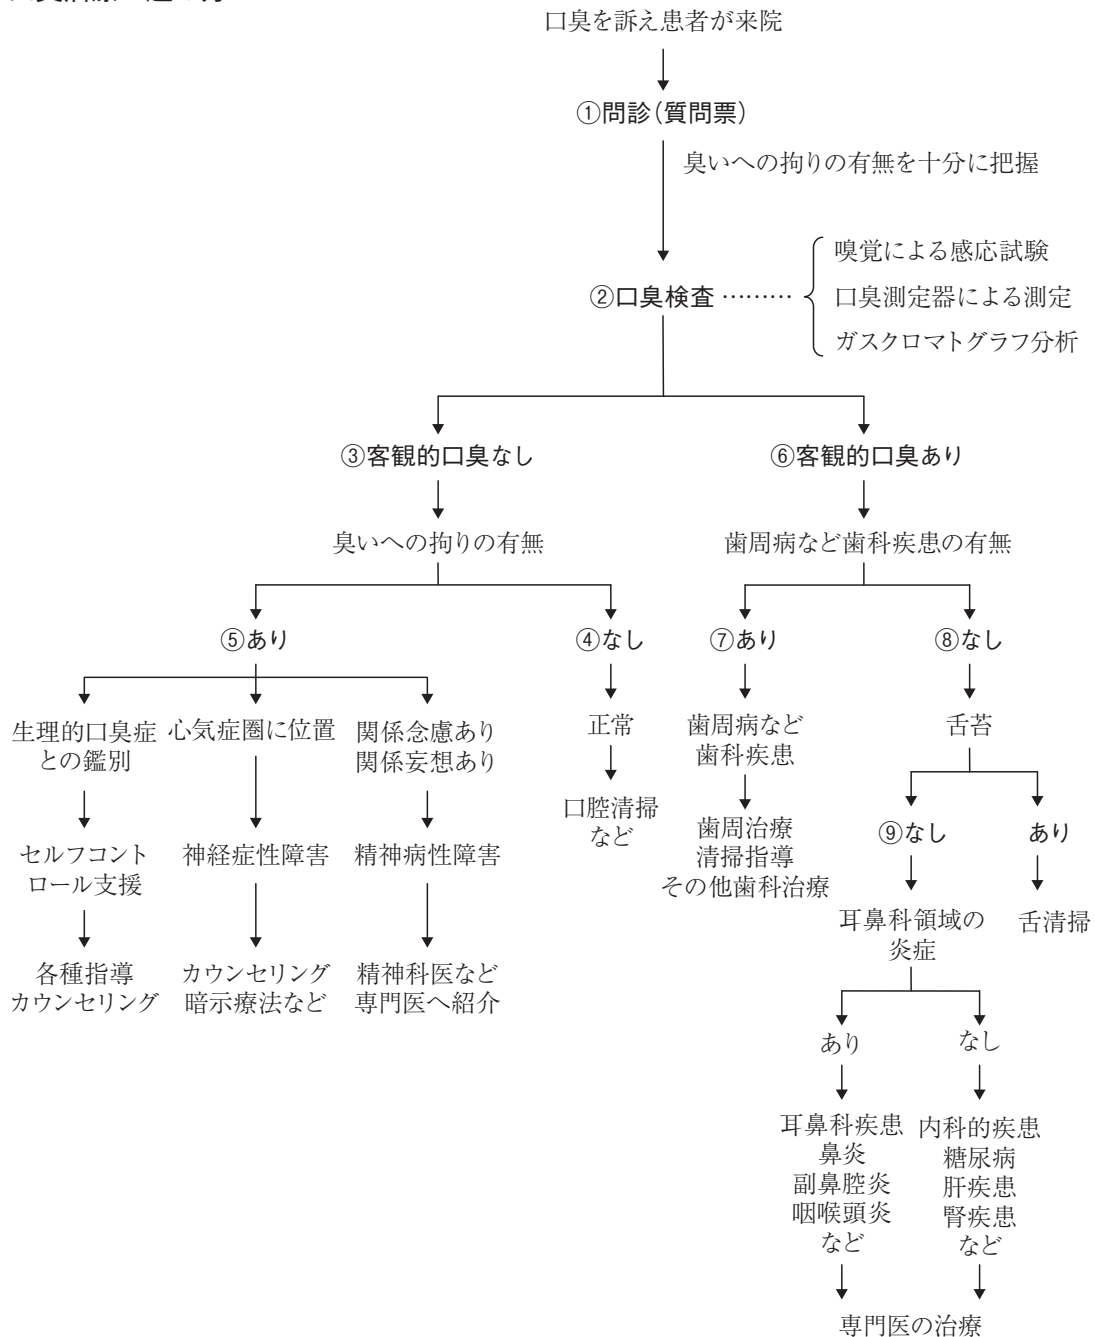 口臭を訴え患者が来院
①問診（質問票）
臭いへの拘りの有無を十分に把握
②口臭検査 ………
嗅覚による感応試験
口臭測定器による測定
ガスクロマトグラフ分析
③客観的口臭なし
⑥客観的口臭あり
臭いへの拘りの有無
歯周病など歯科疾患の有無
⑤あり
④なし
⑦あり
⑧なし
生理的口臭症
との鑑別
心気症圏に位置
関係念慮あり
関係妄想あり
正常
歯周病など
歯科疾患
舌苔
セルフコント
ロール支援
神経症性障害
精神病性障害
口腔清掃
など
歯周治療
清掃指導
その他歯科治療
⑨なし
あり
各種指導
カウンセリング
カウンセリング
暗示療法など
精神科医など
専門医へ紹介
耳鼻科領域の
炎症
舌清掃
あり
なし
耳鼻科疾患
鼻炎
副鼻腔炎
咽喉頭炎
など
内科的疾患
糖尿病
肝疾患
腎疾患
など
専門医の治療